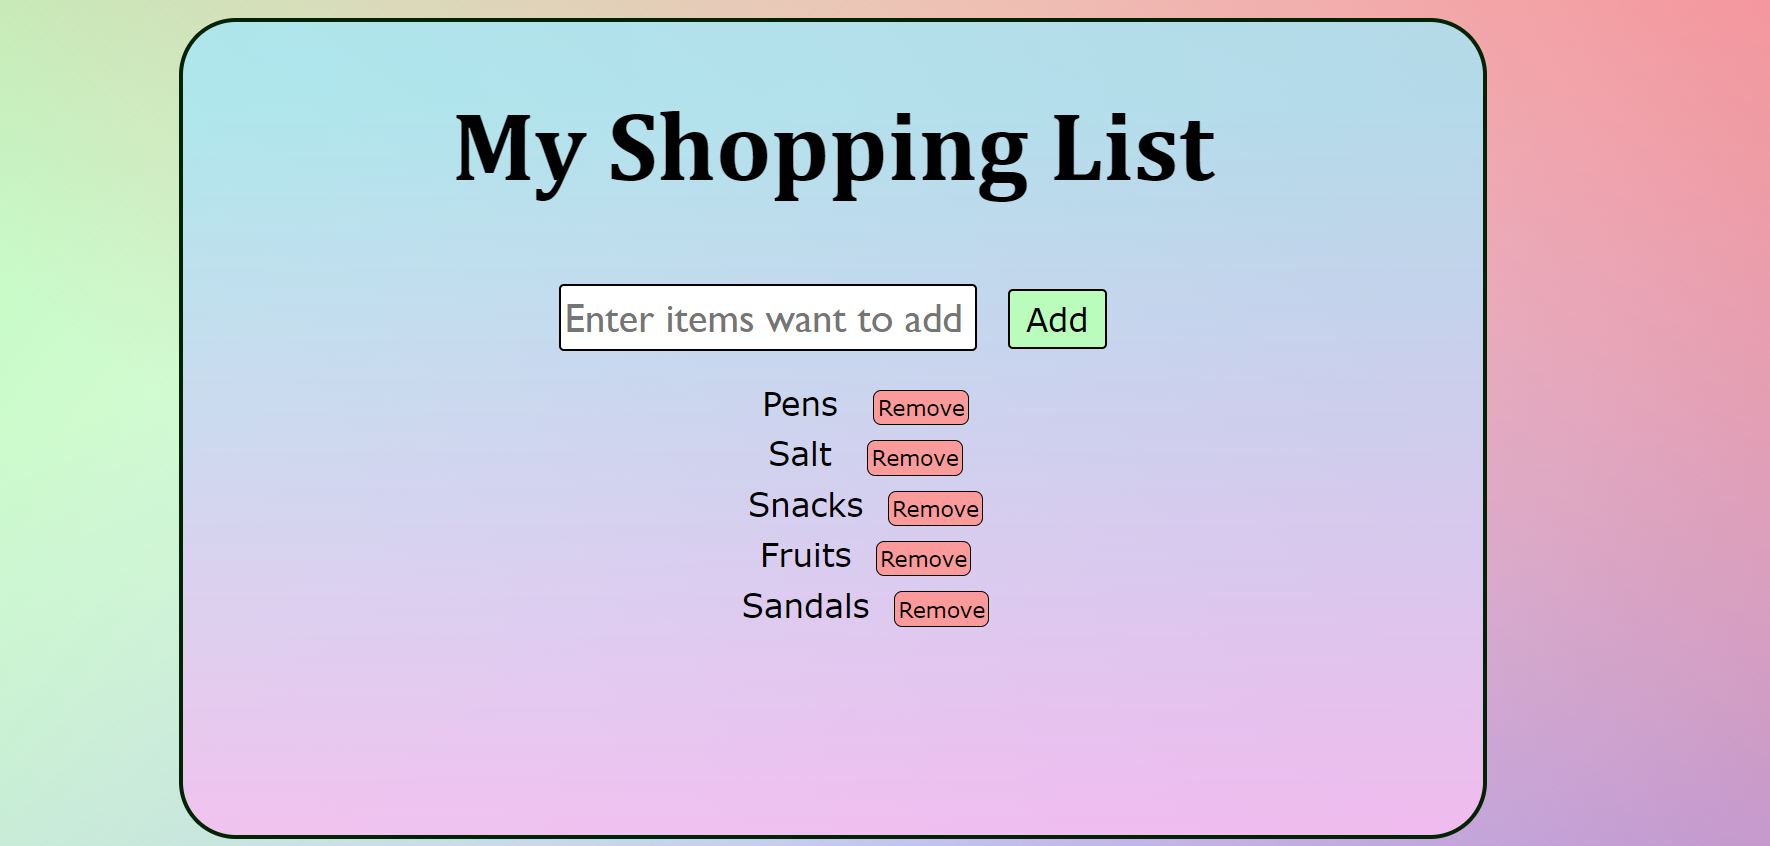 My Shopping List
Enter items want to add Add
Pens Remove
Salt Remove
Snacks Remove
Fruits Remove
Sandals Remove